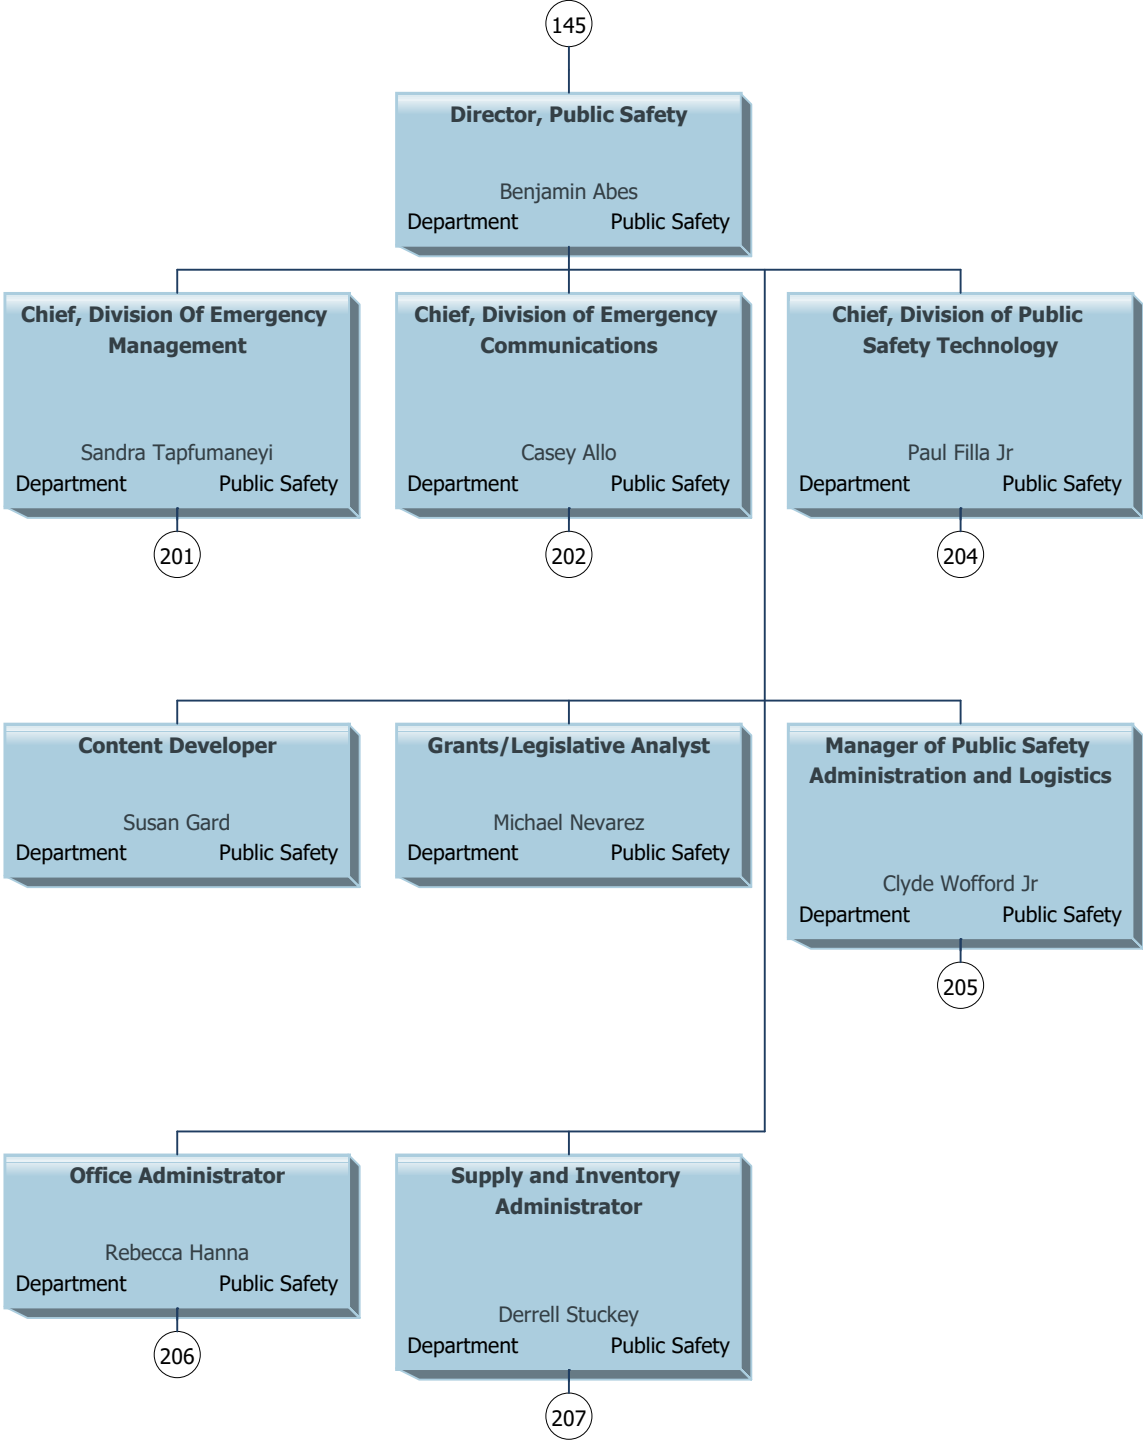 145
Director, Public Safety
Benjamin Abes
Department Public Safety
Chief, Division Of Emergency
Management
Sandra Tapfumaneyi
Department Public Safety
201
Chief, Division of Emergency
Communications
Casey Allo
Department Public Safety
202
Chief, Division of Public
Safety Technology
Paul Filla Jr
Department Public Safety
204
Content Developer
Susan Gard
Department Public Safety
Grants/Legislative Analyst
Michael Nevarez
Department Public Safety
Manager of Public Safety
Administration and Logistics
Clyde Wofford Jr
Department Public Safety
205
Office Administrator
Rebecca Hanna
Department Public Safety
206
Supply and Inventory
Administrator
Derrell Stuckey
Department Public Safety
207